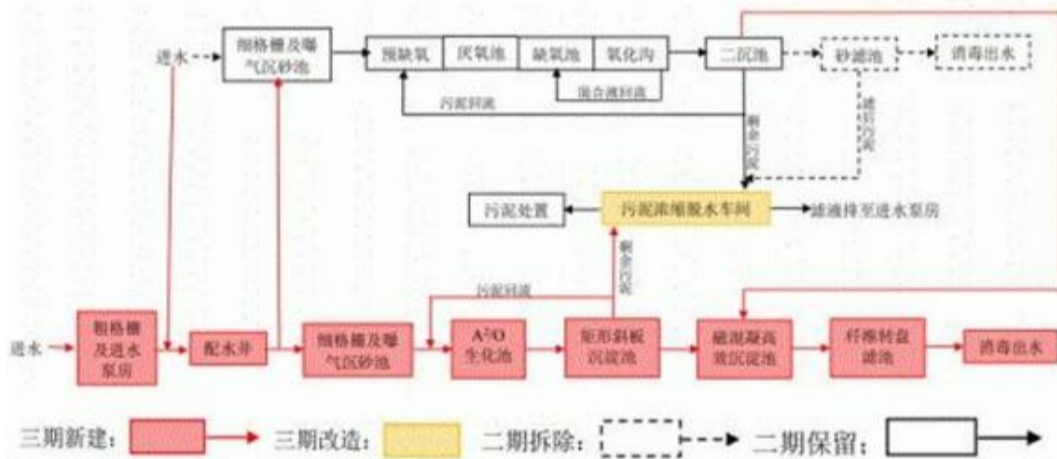 进水
细格栅及曝
气沉砂池
预缺氧
厌氧池
缺氧池
氧化沟
二沉池
砂滤池
消毒出水
混合液回流
污泥回流
剩余污泥
滤后污泥
污泥处置
污泥浓缩脱水车间
滤液排至进水泵房
剩余污泥
污泥回流
进水
粗格栅
及进水
泵房
配水井
细格栅及曝
气沉砂池
A²/O
生化池
矩形斜板
沉淀池
磁混凝高
效沉淀池
纤维转盘
滤池
消毒出水
三期新建：
三期改造：
二期拆除：
二期保留：